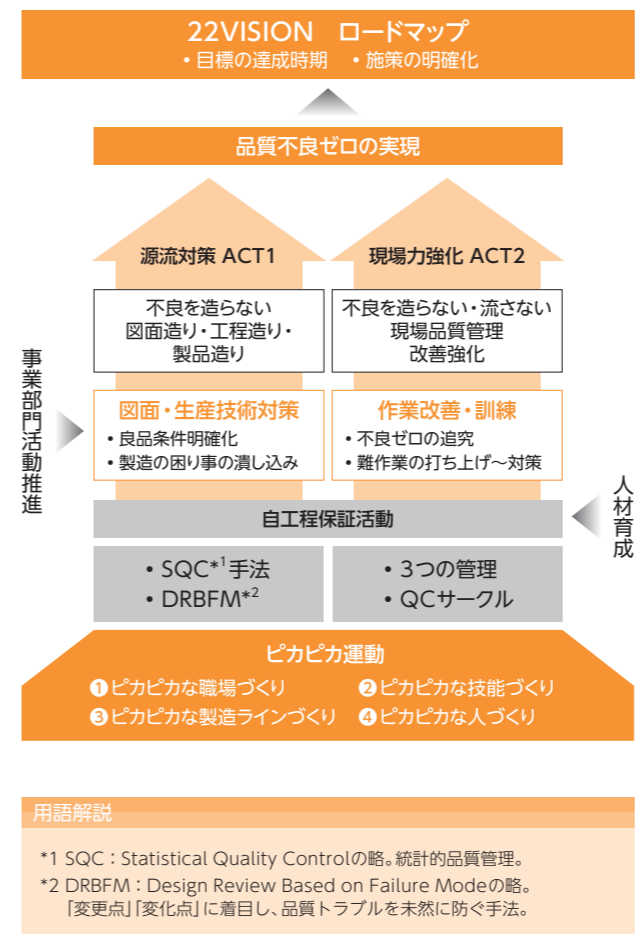 22VISION ロードマップ
・目標の達成時期 ・施策の明確化
品質不良ゼロの実現
源流対策 ACT1
現場力強化 ACT2
不良を造らない
図面造り・工程造り・
製品造り
不良を造らない・流さない
現場品質管理
改善強化
事業部門活動推進
図面・生産技術対策
・良品条件明確化
・製造の困り事の潰し込み
作業改善・訓練
・不良ゼロの追究
・難作業の打ち上げ～対策
人材育成
自工程保証活動
・SQC*1手法
・DRBFM*2
・3つの管理
・QCサークル
ピカピカ運動
❶ピカピカな職場づくり ❷ピカピカな技能づくり
❸ピカピカな製造ラインづくり ❹ピカピカな人づくり
用語解説
*1 SQC：Statistical Quality Controlの略。統計的品質管理。
*2 DRBFM：Design Review Based on Failure Modeの略。
「変更点」「変化点」に着目し、品質トラブルを未然に防ぐ手法。